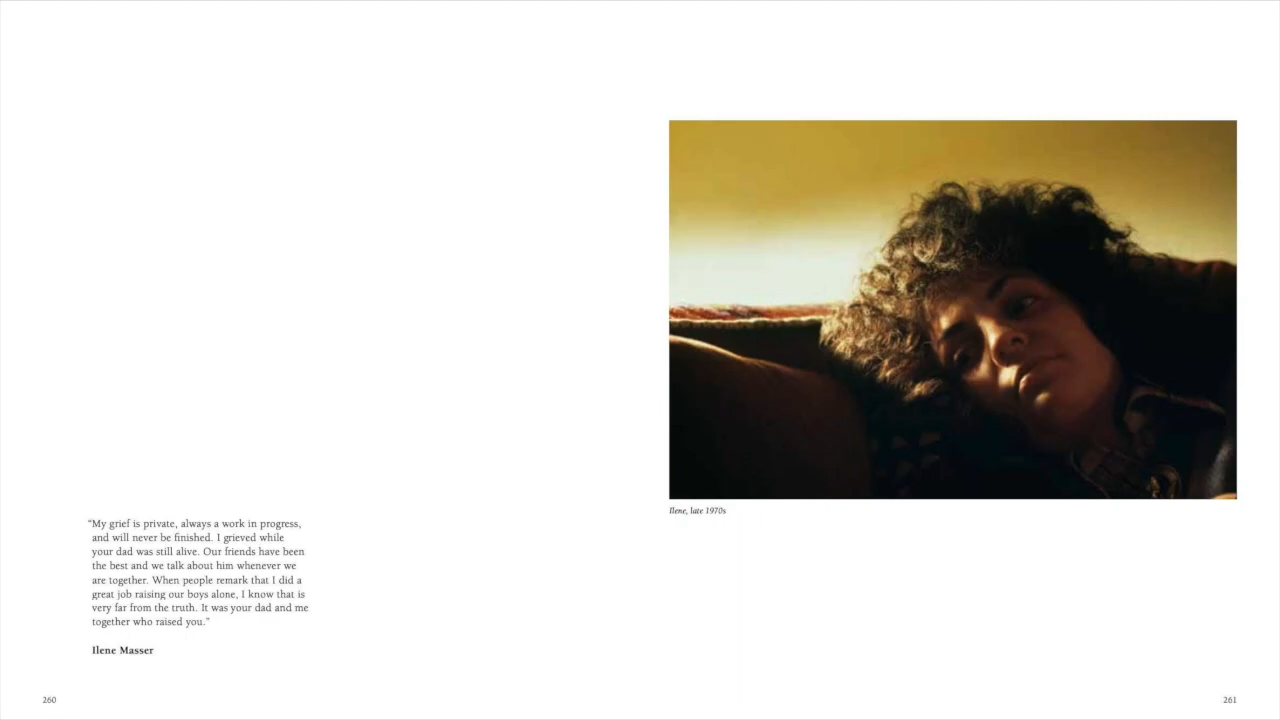 “My grief is private, always a work in progress,
and will never be finished. I grieved while
your dad was still alive. Our friends have been
the best and we talk about him whenever we
are together. When people remark that I did a
great job raising our boys alone, I know that is
very far from the truth. It was your dad and me
together who raised you.”
Ilene Masser
260
Ilene, late 1970s
261